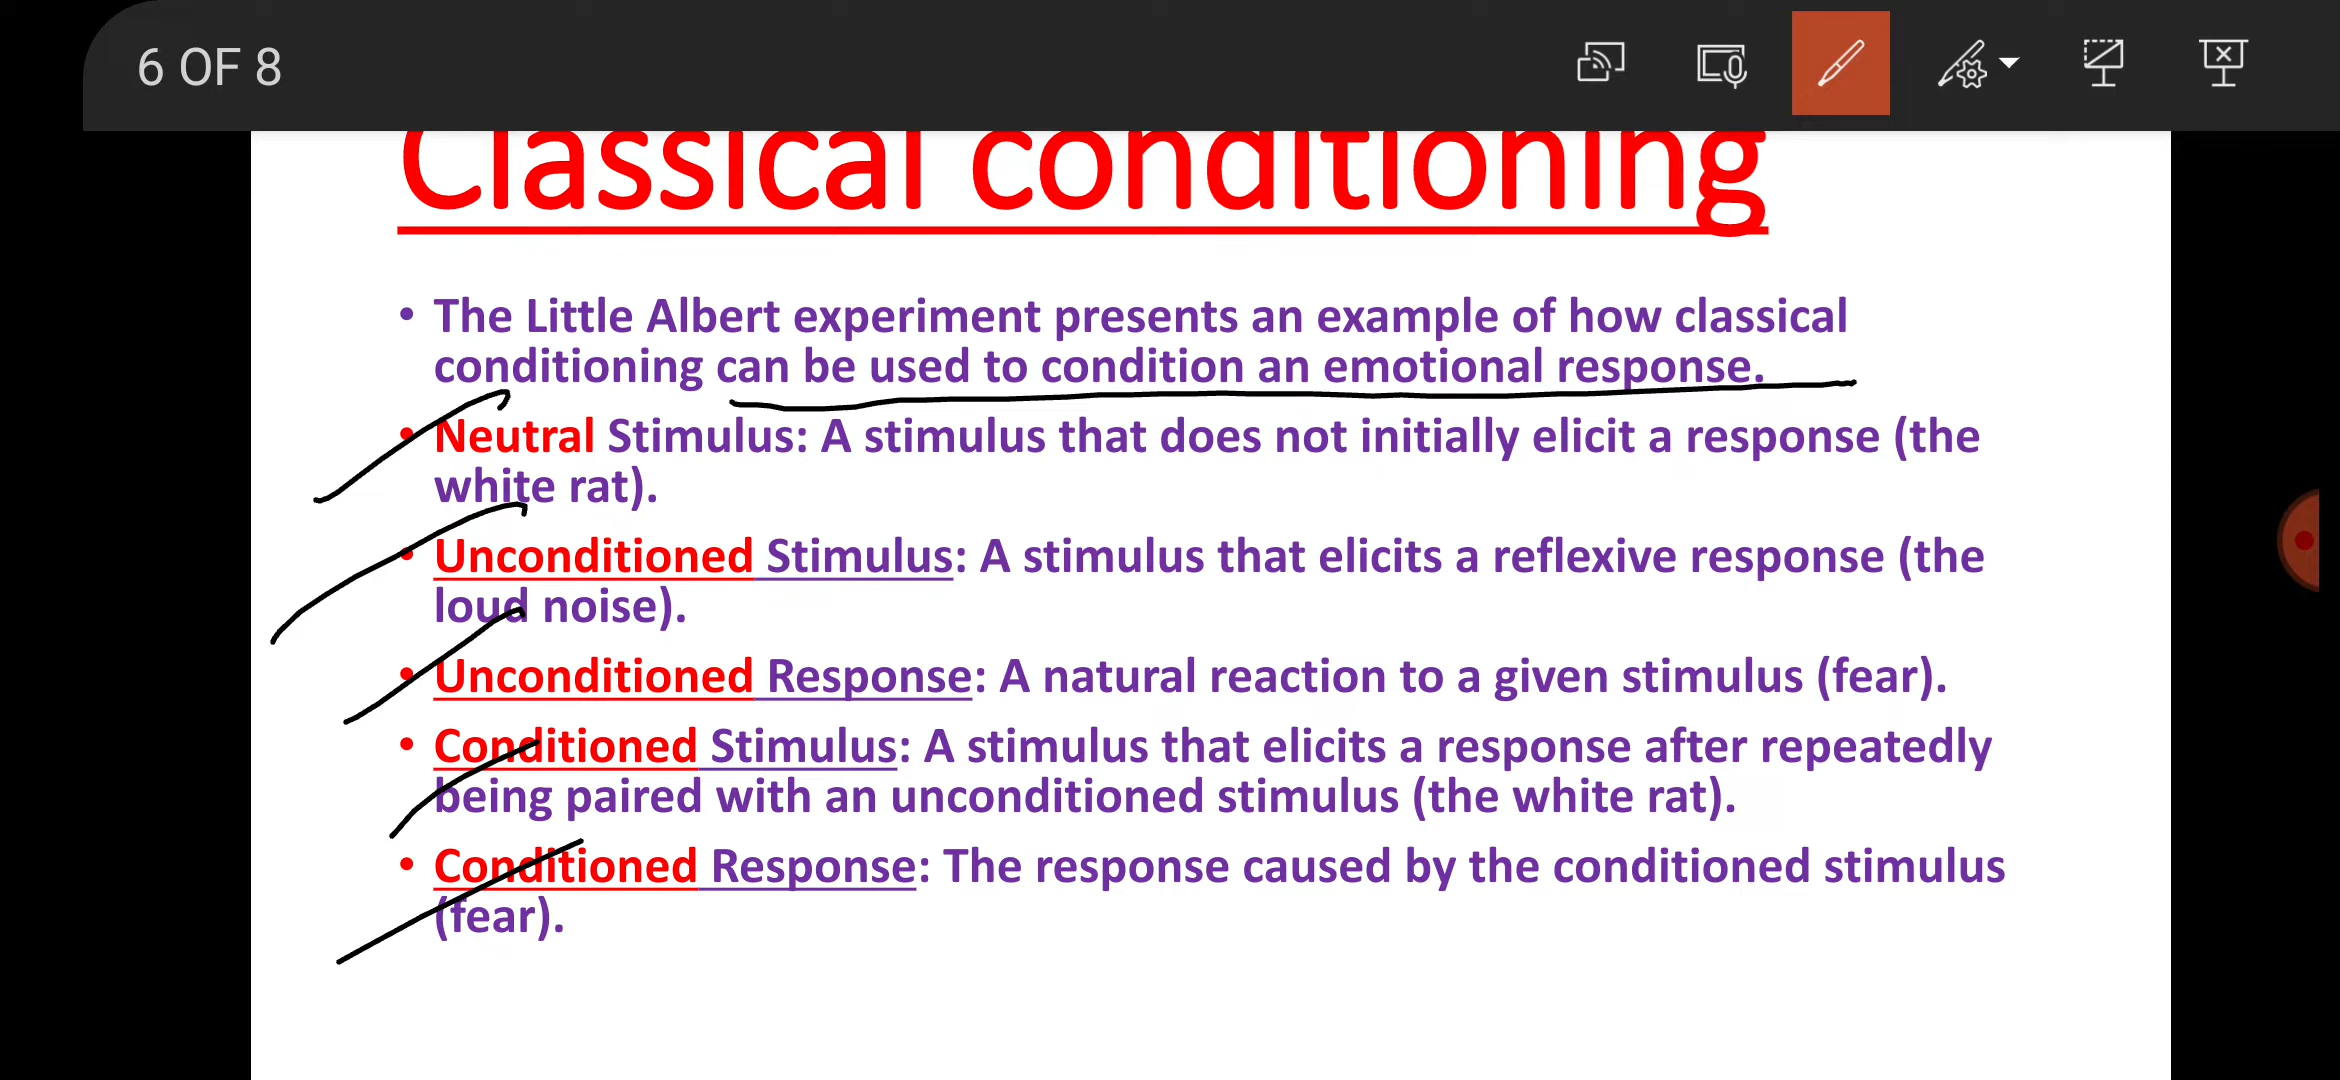 6 OF 8
Classical conditioning
• The Little Albert experiment presents an example of how classical
conditioning can be used to condition an emotional response.
• Neutral Stimulus: A stimulus that does not initially elicit a response (the
white rat).
• Unconditioned Stimulus: A stimulus that elicits a reflexive response (the
loud noise).
• Unconditioned Response: A natural reaction to a given stimulus (fear).
• Conditioned Stimulus: A stimulus that elicits a response after repeatedly
being paired with an unconditioned stimulus (the white rat).
• Conditioned Response: The response caused by the conditioned stimulus
(fear).